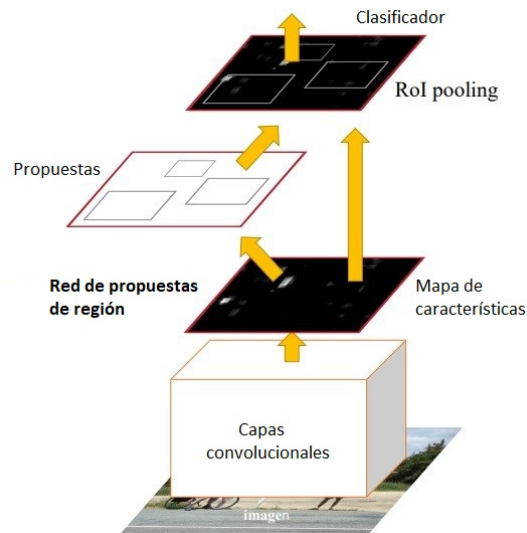 Clasificador
RoI pooling
Propuestas
Red de propuestas
de región
Mapa de
características
Capas
convolucionales
imagen